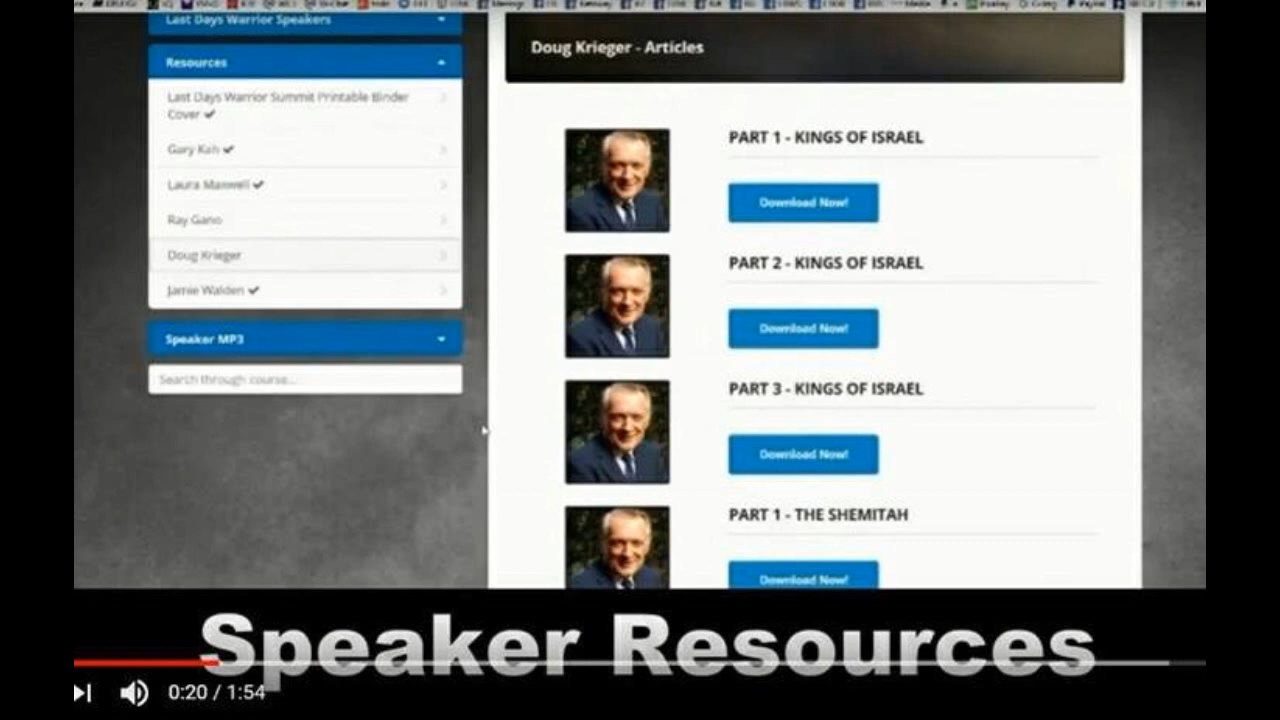 Last Days Warrior Speakers
Resources
Last Days Warrior Summit Printable Binder
Cover ✔
Gary Kah ✔
Laura Maxwell ✔
Ray Gano
Doug Krieger
Jamie Walden ✔
Speaker MP3
Search through course...
Doug Krieger - Articles
PART 1 - KINGS OF ISRAEL
Download Now!
PART 2 - KINGS OF ISRAEL
Download Now!
PART 3 - KINGS OF ISRAEL
Download Now!
PART 1 - THE SHEMITAH
Download Now!
Speaker Resources
0:20 / 1:54